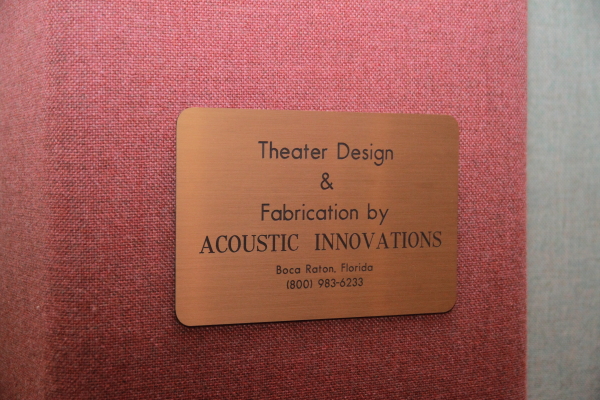 Theater Design
&
Fabrication by
ACOUSTIC INNOVATIONS
Boca Raton, Florida
(800) 983-6233